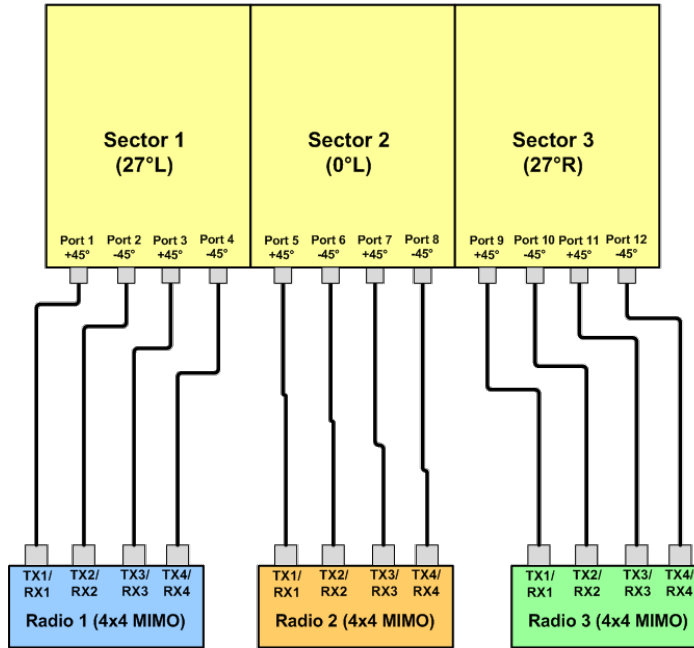 Sector 1
(27°L)
Sector 2
(0°L)
Sector 3
(27°R)
Port 1
+45°
Port 2
-45°
Port 3
+45°
Port 4
-45°
Port 5
+45°
Port 6
-45°
Port 7
+45°
Port 8
-45°
Port 9
+45°
Port 10
-45°
Port 11
+45°
Port 12
-45°
TX1/
RX1
TX2/
RX2
TX3/
RX3
TX4/
RX4
Radio 1 (4x4 MIMO)
TX1/
RX1
TX2/
RX2
TX3/
RX3
TX4/
RX4
Radio 2 (4x4 MIMO)
TX1/
RX1
TX2/
RX2
TX3/
RX3
TX4/
RX4
Radio 3 (4x4 MIMO)